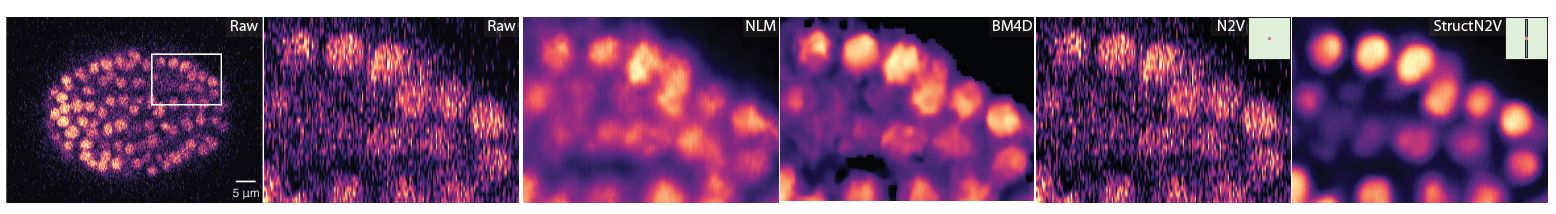 Raw
5 μm
Raw
NLM
BM4D
N2V
StructN2V